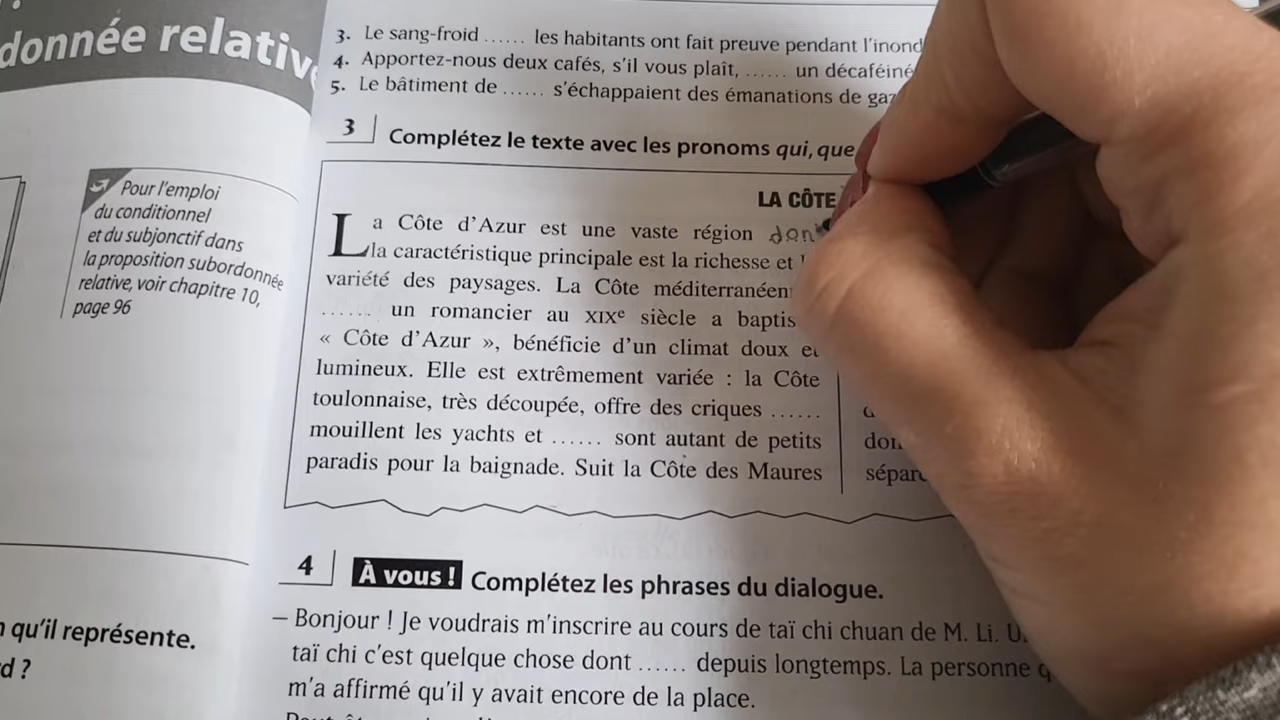 donnée relative
3. Le sang-froid ...... les habitants ont fait preuve pendant l'inond
4. Apportez-nous deux cafés, s'il vous plaît, ...... un décaféiné
5. Le bâtiment de ...... s'échappaient des émanations de gaz
3 Complétez le texte avec les pronoms qui, que
Pour l'emploi
du conditionnel
et du subjonctif dans
la proposition subordonnée
relative, voir chapitre 10,
page 96
LA CÔTE
La Côte d'Azur est une vaste région don
la caractéristique principale est la richesse et
variété des paysages. La Côte méditerranéen
...... un romancier au XIXe siècle a baptis
« Côte d'Azur », bénéficie d'un climat doux et
lumineux. Elle est extrêmement variée : la Côte
toulonnaise, très découpée, offre des criques ......
mouillent les yachts et ...... sont autant de petits
paradis pour la baignade. Suit la Côte des Maures
don
sépar
4 À vous ! Complétez les phrases du dialogue.
– Bonjour ! Je voudrais m'inscrire au cours de taï chi chuan de M. Li. U
taï chi c'est quelque chose dont ...... depuis longtemps. La personne q
m'a affirmé qu'il y avait encore de la place.
n qu'il représente.
d ?